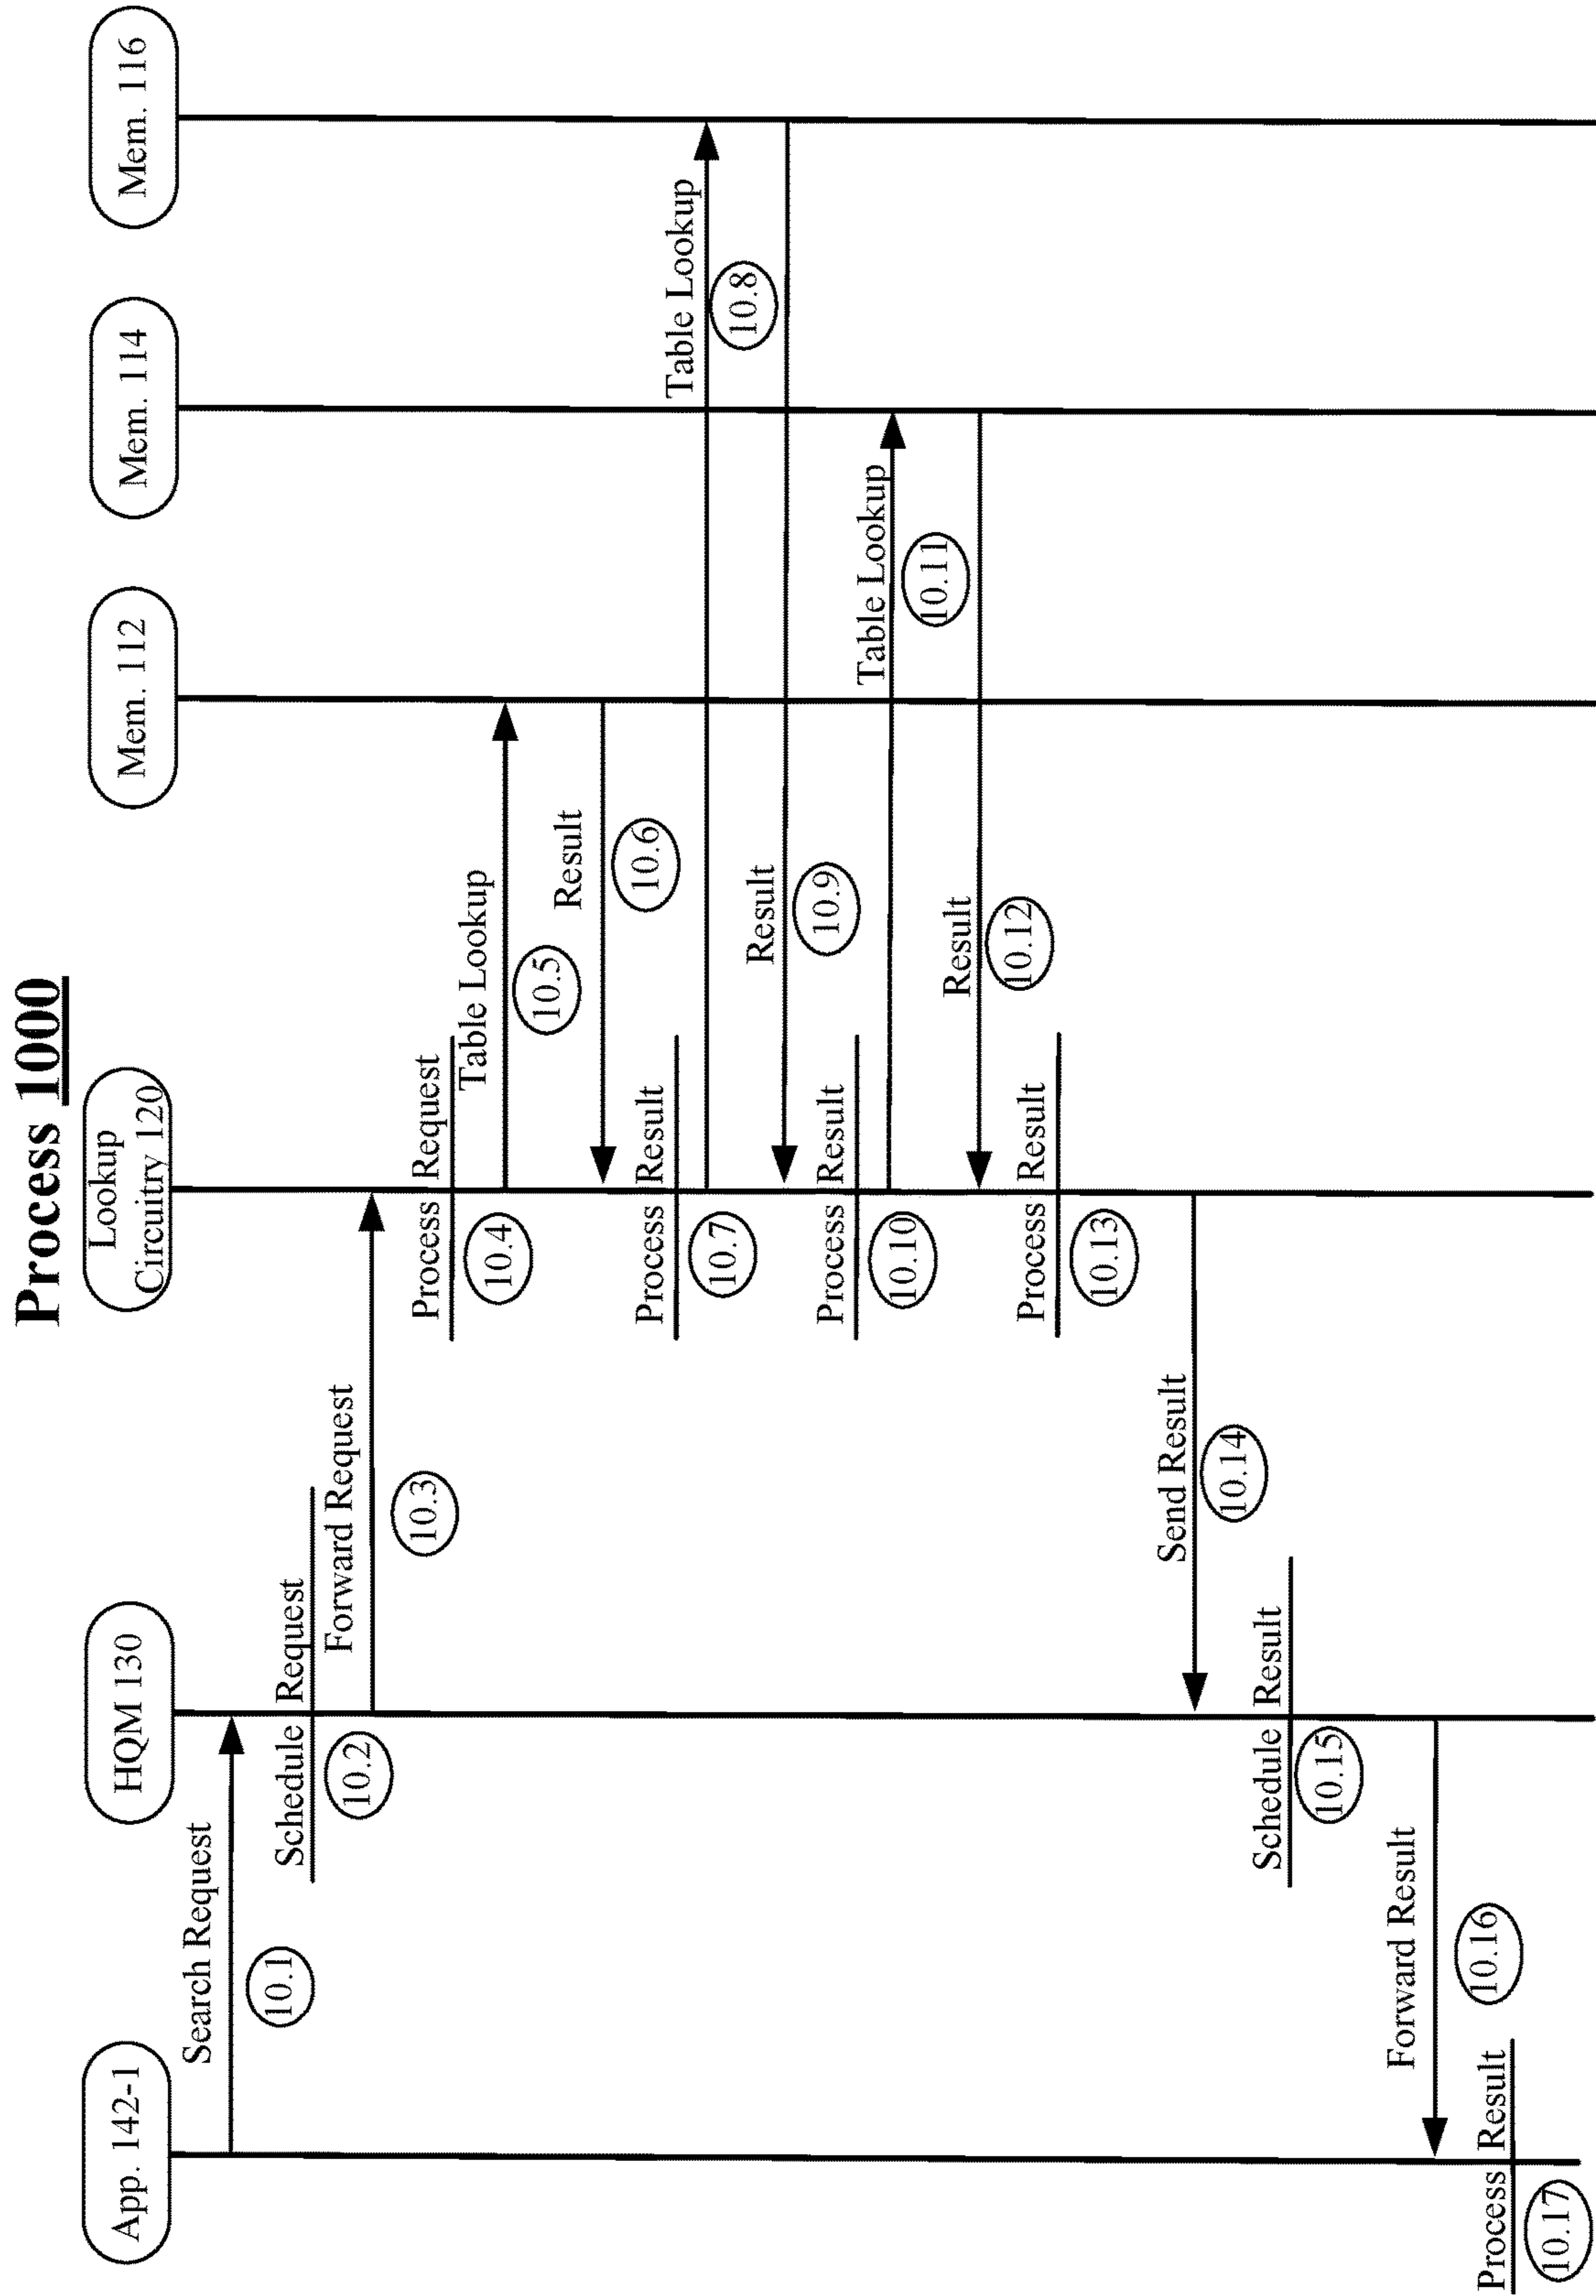 Process 1000
App. 142-1
HQM 130
Lookup
Circuitry 120
Mem. 112
Mem. 114
Mem. 116
Search Request
10.1
Schedule Request
10.2
Forward Request
10.3
Process Request
10.4
Table Lookup
10.5
Result
10.6
Process Result
10.7
Table Lookup
10.8
Result
10.9
Process Result
10.10
Table Lookup
10.11
Result
10.12
Process Result
10.13
Send Result
10.14
Schedule Result
10.15
Forward Result
10.16
Process Result
10.17